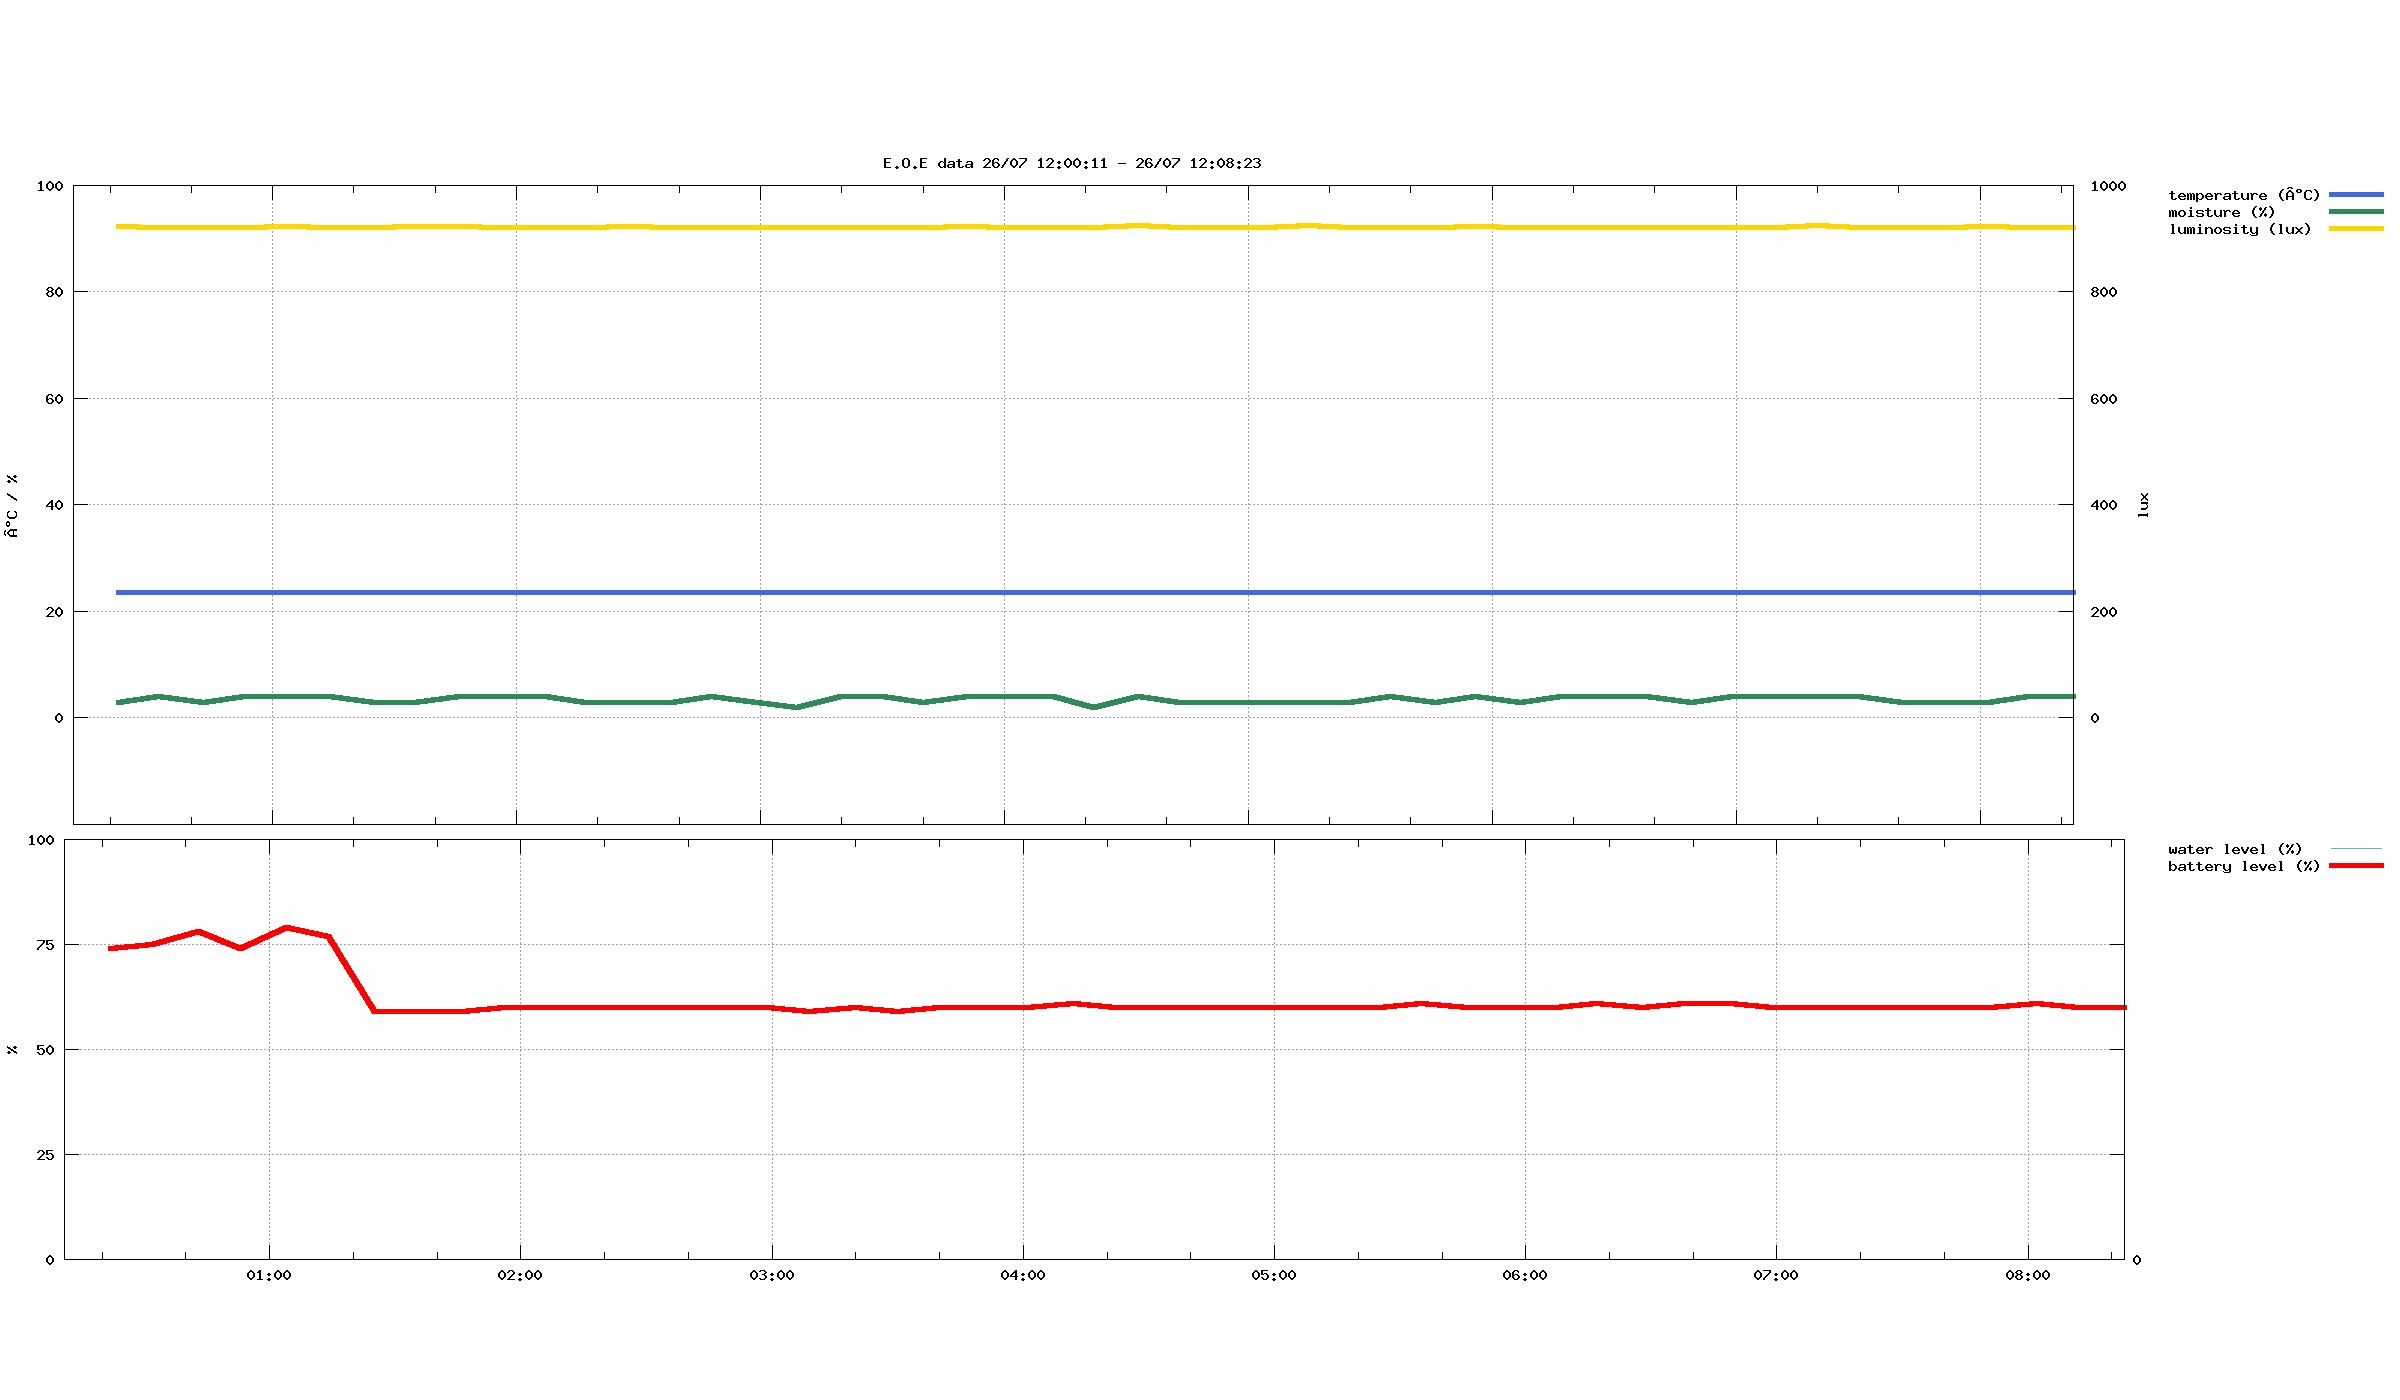 E.O.E data 26/07 12:00:11 - 26/07 12:08:23
100
80
60
40
20
0
Â°C / %
1000
800
600
400
200
0
lux
temperature (Â°C)
moisture (%)
luminosity (lux)
100
75
50
25
0
%
0
01:00 02:00 03:00 04:00 05:00 06:00 07:00 08:00
water level (%)
battery level (%)